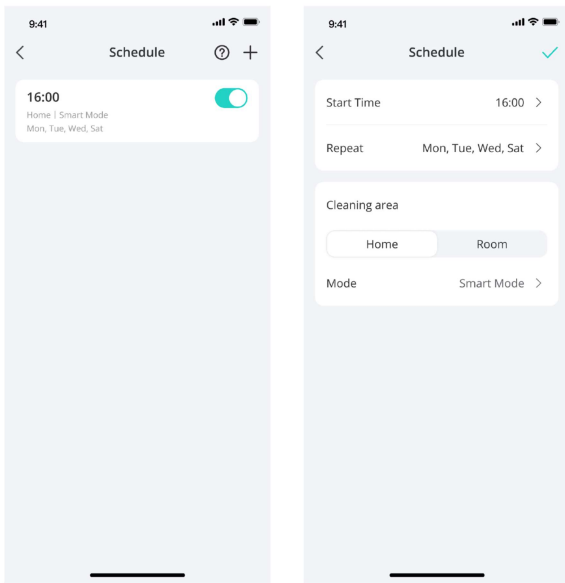 9:41
Schedule
16:00
Home | Smart Mode
Mon, Tue, Wed, Sat
9:41
Schedule
Start Time 16:00
Repeat Mon, Tue, Wed, Sat
Cleaning area
Home Room
Mode Smart Mode